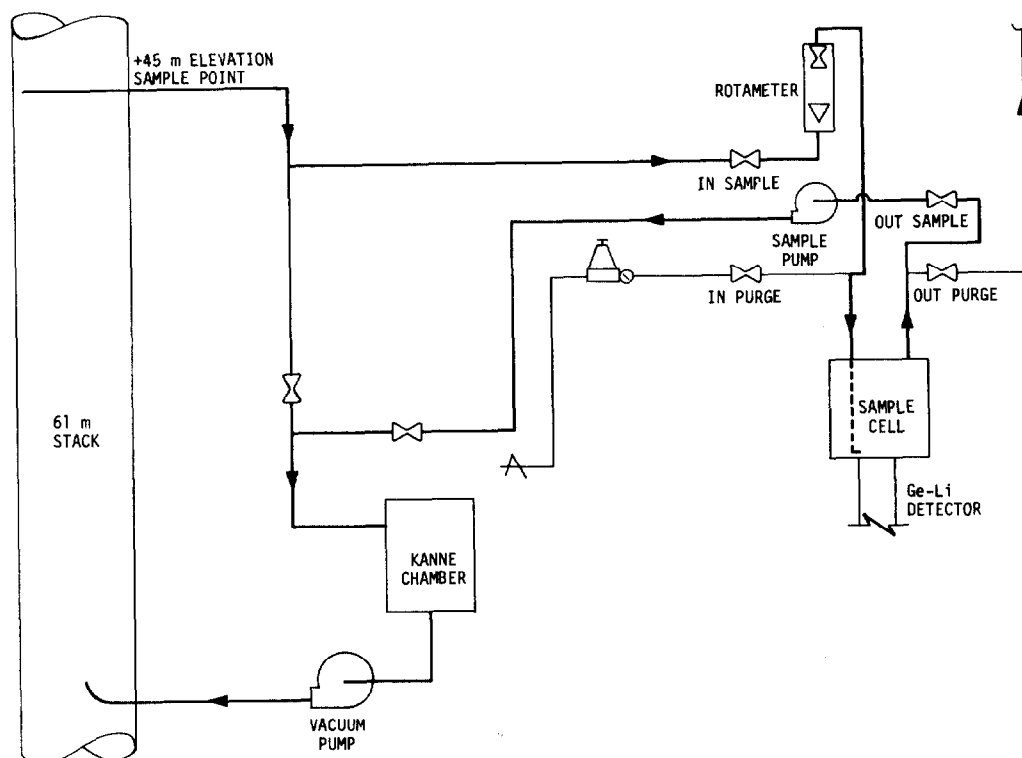 +45 m ELEVATION
SAMPLE POINT
ROTAMETER
IN SAMPLE
OUT SAMPLE
SAMPLE
PUMP
IN PURGE
OUT PURGE
61 m
STACK
SAMPLE
CELL
Ge-Li
DETECTOR
KANNE
CHAMBER
VACUUM
PUMP